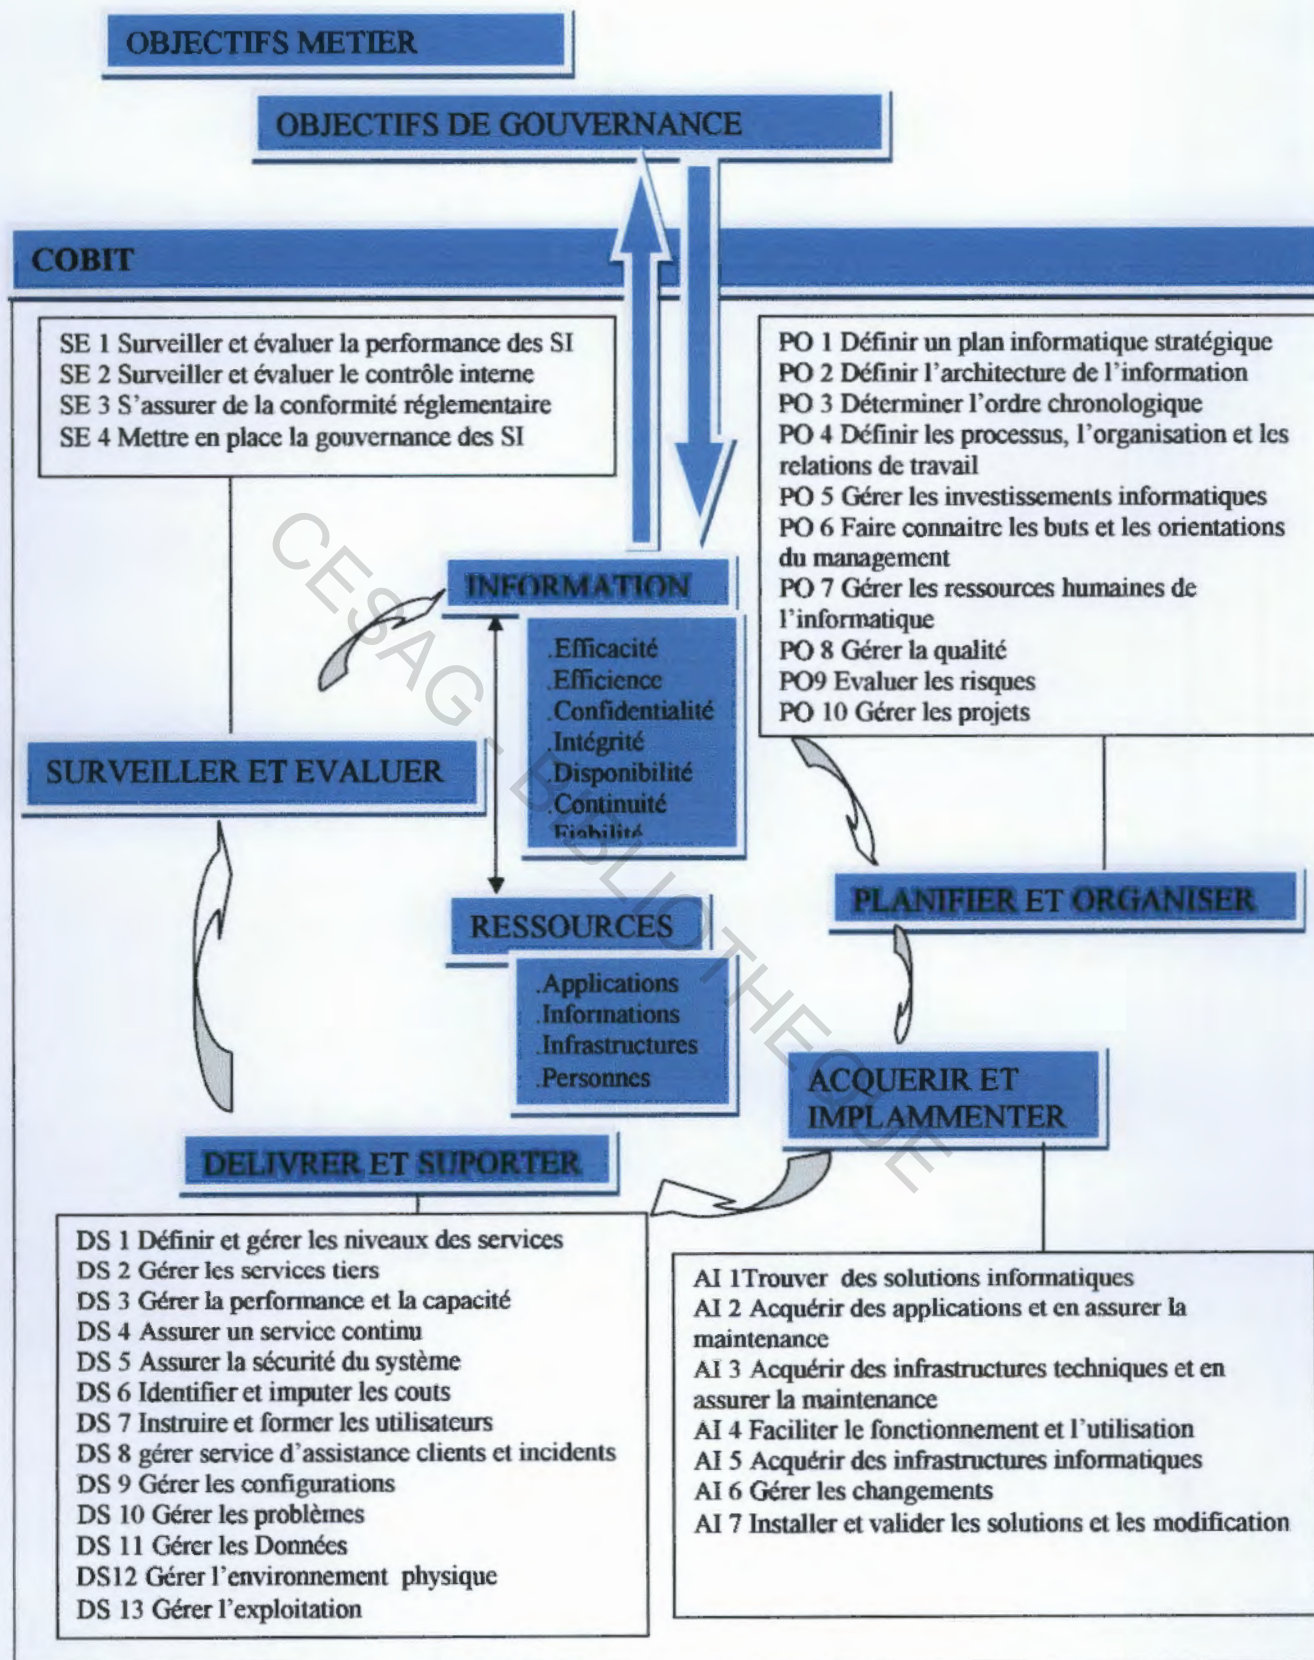 OBJECTIFS METIER
OBJECTIFS DE GOUVERNANCE
COBIT
SE 1 Surveiller et évaluer la performance des SI
SE 2 Surveiller et évaluer le contrôle interne
SE 3 S'assurer de la conformité réglementaire
SE 4 Mettre en place la gouvernance des SI
PO 1 Définir un plan informatique stratégique
PO 2 Définir l'architecture de l'information
PO 3 Déterminer l'ordre chronologique
PO 4 Définir les processus, l'organisation et les
relations de travail
PO 5 Gérer les investissements informatiques
PO 6 Faire connaitre les buts et les orientations
du management
PO 7 Gérer les ressources humaines de
l'informatique
PO 8 Gérer la qualité
PO9 Evaluer les risques
PO 10 Gérer les projets
INFORMATION
.Efficacité
.Efficience
.Confidentialité
.Intégrité
.Disponibilité
.Continuité
Fiabilité
SURVEILLER ET EVALUER
PLANIFIER ET ORGANISER
RESSOURCES
.Applications
.Informations
.Infrastructures
.Personnes
ACQUERIR ET
IMPLAMMENTER
DELIVRER ET SUPORTER
DS 1 Définir et gérer les niveaux des services
DS 2 Gérer les services tiers
DS 3 Gérer la performance et la capacité
DS 4 Assurer un service continu
DS 5 Assurer la sécurité du système
DS 6 Identifier et imputer les couts
DS 7 Instruire et former les utilisateurs
DS 8 gérer service d'assistance clients et incidents
DS 9 Gérer les configurations
DS 10 Gérer les problèmes
DS 11 Gérer les Données
DS12 Gérer l'environnement physique
DS 13 Gérer l'exploitation
AI 1Trouver des solutions informatiques
AI 2 Acquérir des applications et en assurer la
maintenance
AI 3 Acquérir des infrastructures techniques et en
assurer la maintenance
AI 4 Faciliter le fonctionnement et l'utilisation
AI 5 Acquérir des infrastructures informatiques
AI 6 Gérer les changements
AI 7 Installer et valider les solutions et les modification
CESAG - BIBLIOTHEQUE